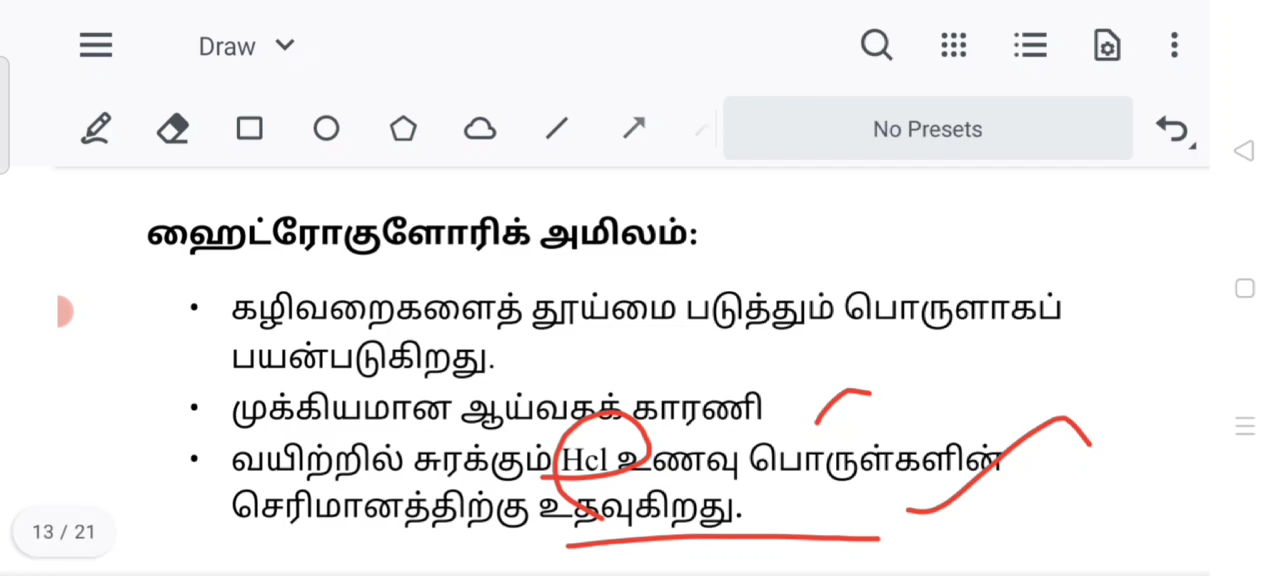 Draw
No Presets
ஹைட்ரோகுளோரிக் அமிலம்:
• கழிவறைகளைத் தூய்மை படுத்தும் பொருளாகப்
பயன்படுகிறது.
• முக்கியமான ஆய்வகக் காரணி
• வயிற்றில் சுரக்கும் Hcl உணவு பொருள்களின்
செரிமானத்திற்கு உதவுகிறது.
13 / 21